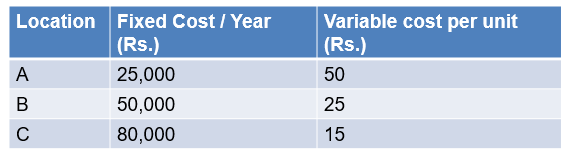 Location Fixed Cost / Year (Rs.) Variable cost per unit (Rs.)
A 25,000 50
B 50,000 25
C 80,000 15